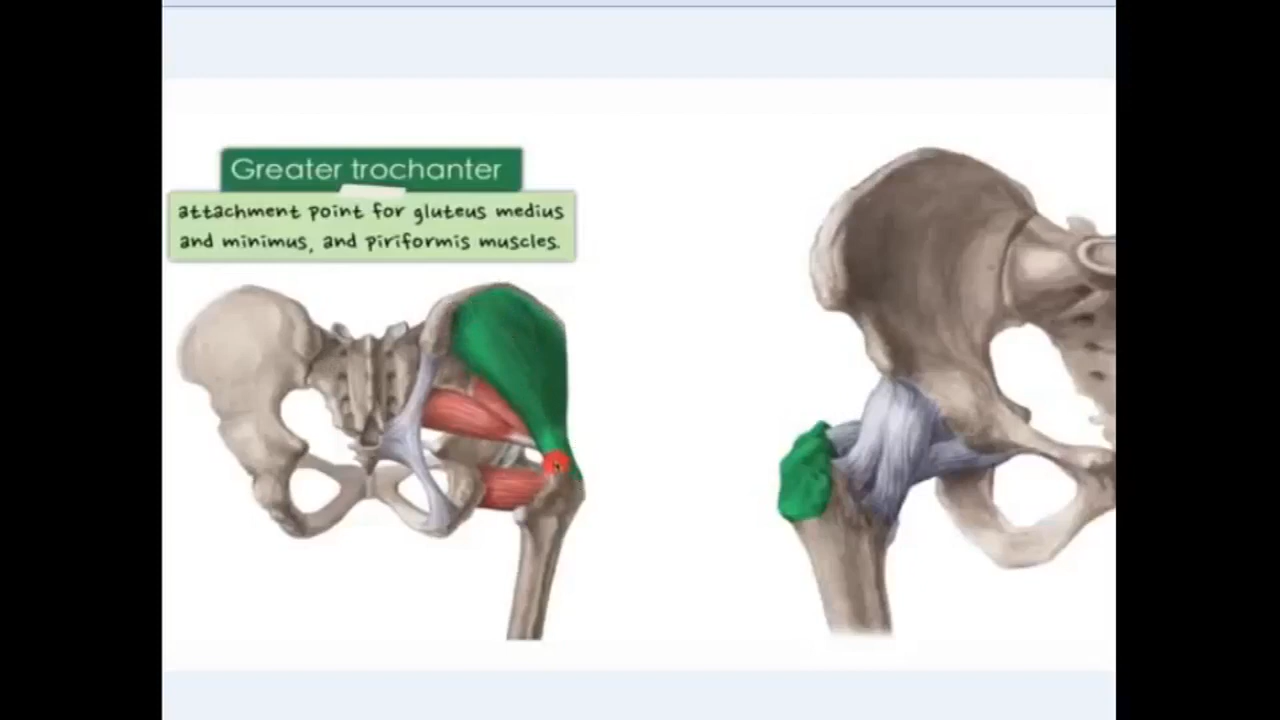 Greater trochanter
attachment point for gluteus medius
and minimus, and piriformis muscles.